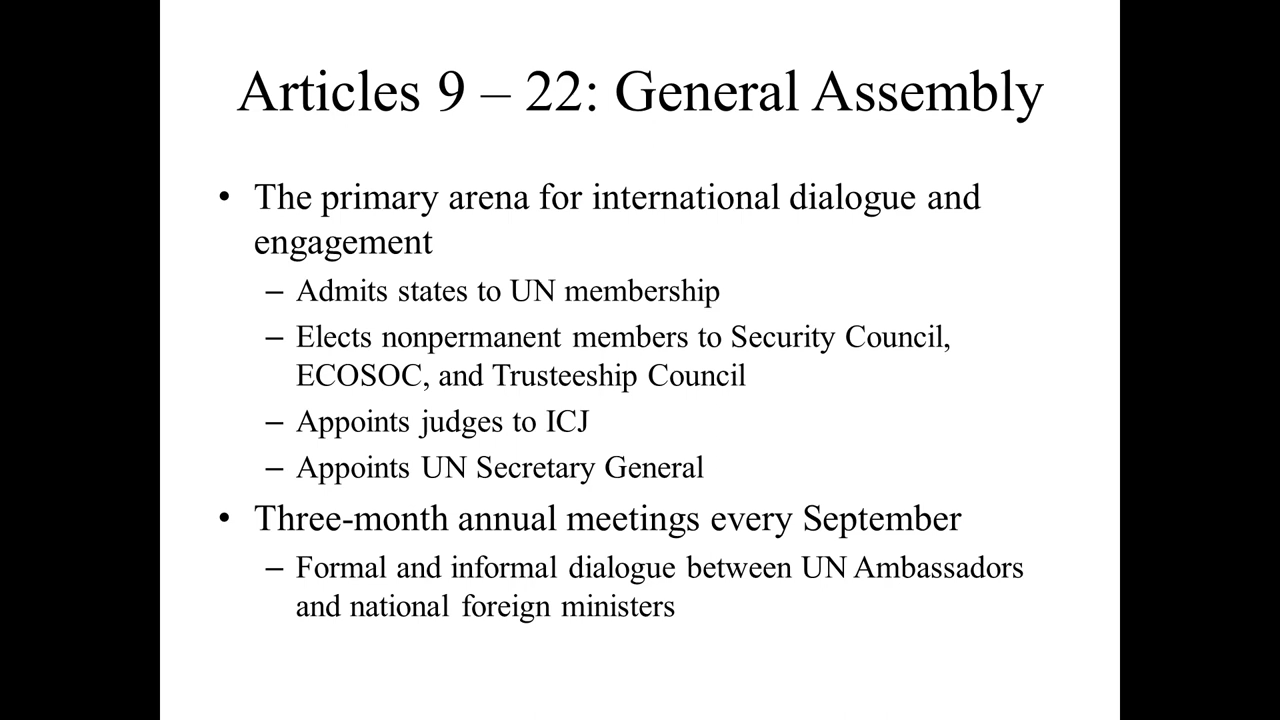 Articles 9 – 22: General Assembly
• The primary arena for international dialogue and
engagement
– Admits states to UN membership
– Elects nonpermanent members to Security Council,
ECOSOC, and Trusteeship Council
– Appoints judges to ICJ
– Appoints UN Secretary General
• Three-month annual meetings every September
– Formal and informal dialogue between UN Ambassadors
and national foreign ministers